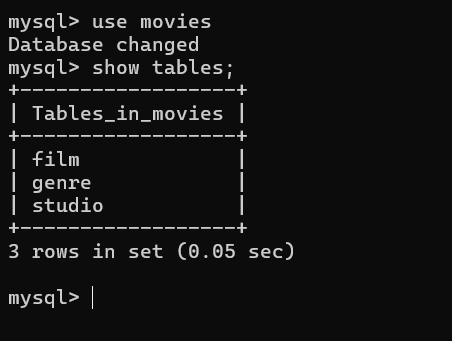 mysql> use movies
Database changed
mysql> show tables;
+------------------+
| Tables_in_movies |
+------------------+
| film             |
| genre            |
| studio           |
+------------------+
3 rows in set (0.05 sec)
mysql>